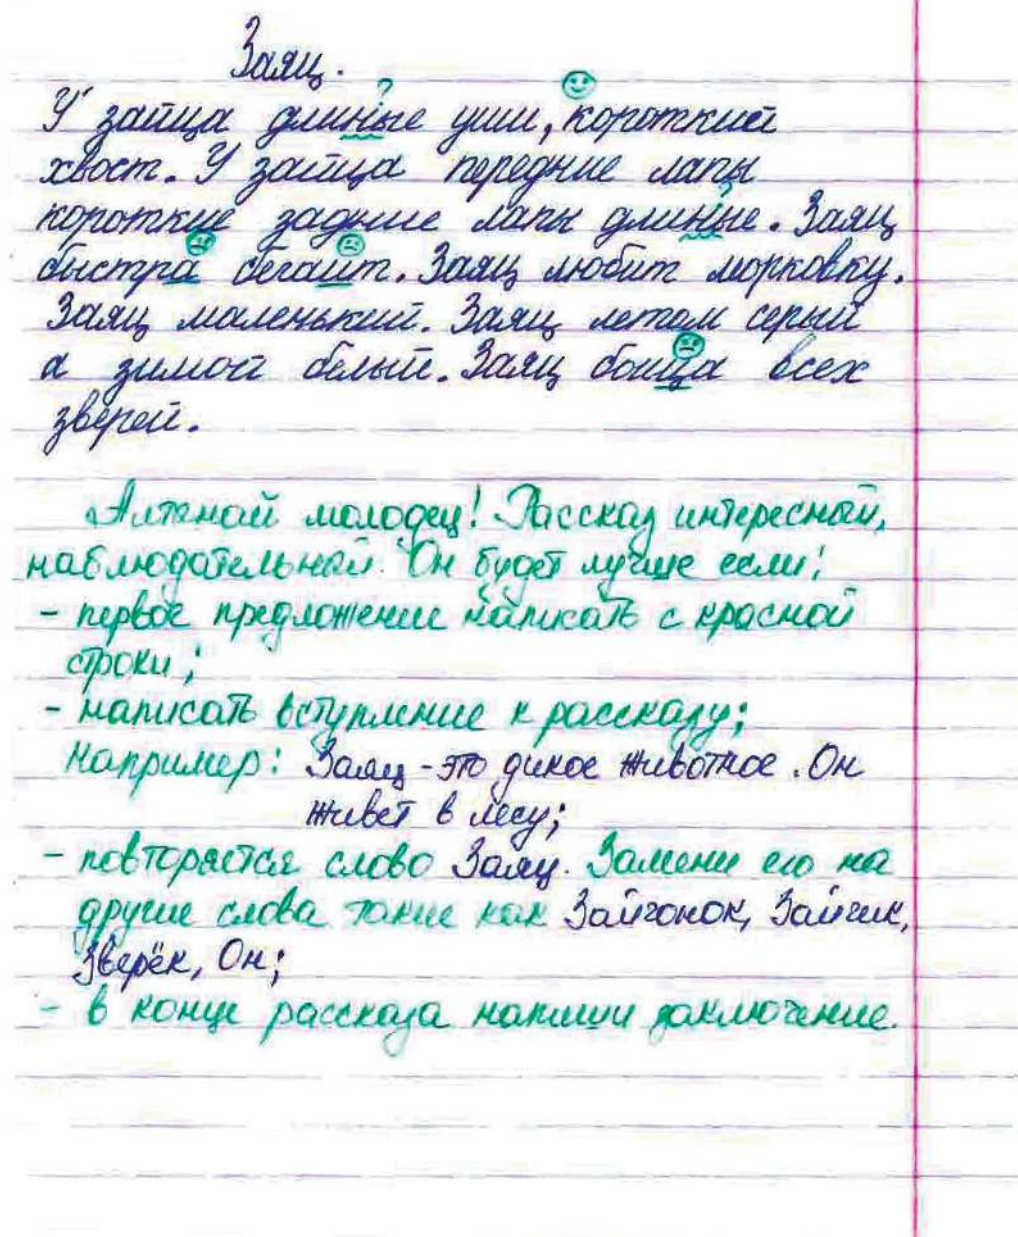 Заяц.
У зайца длиные уши, короткий
хвост. У зайца передние лапы
короткие задние лапы длиные. Заяц
быстра бегаит. Заяц любит морковку.
Заяц маленький. Заяц летом серый
а зимой белый. Заяц боица всех
зверей.
молодец! Рассказ интересный,
наблюдательный. Он будет лучше если:
- первое предложение написать с красной
строки;
- написать вступление к рассказу;
Например: Заяц - это дикое животное. Он
живет в лесу;
- повторяется слово Заяц. Замени его на
другие слова такие как Зайчонок, Зайчик,
Зверёк, Он;
- в конце рассказа напиши заключение.